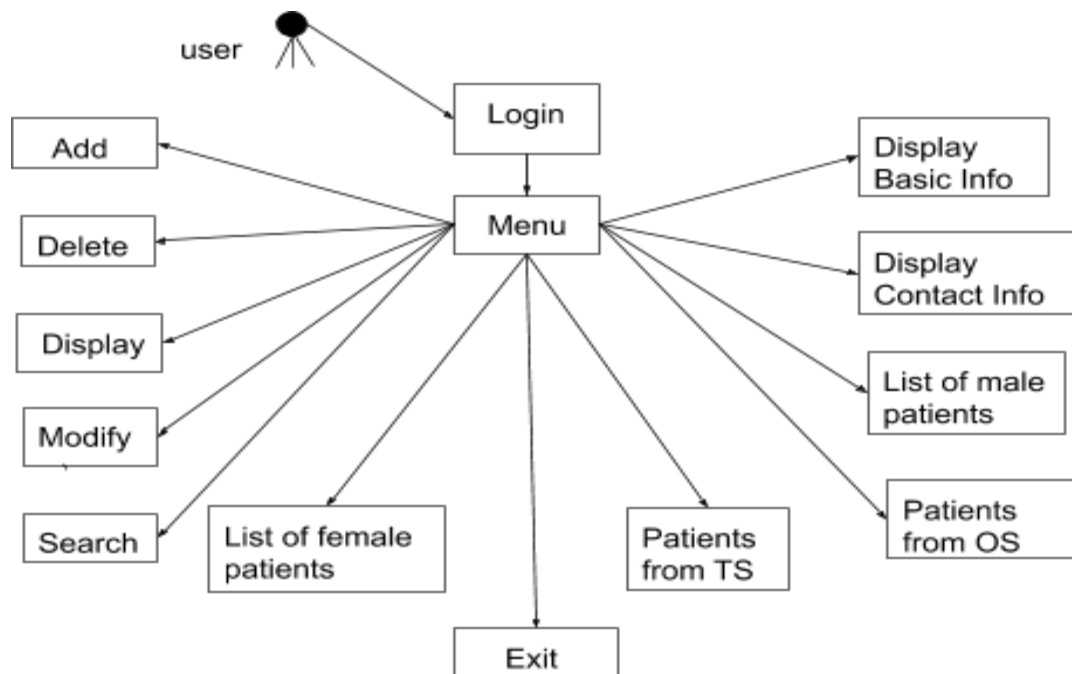 user
Login
Add
Display
Basic Info
Menu
Delete
Display
Contact Info
Display
List of male
patients
Modify
Search
List of female
patients
Patients
from TS
Patients
from OS
Exit